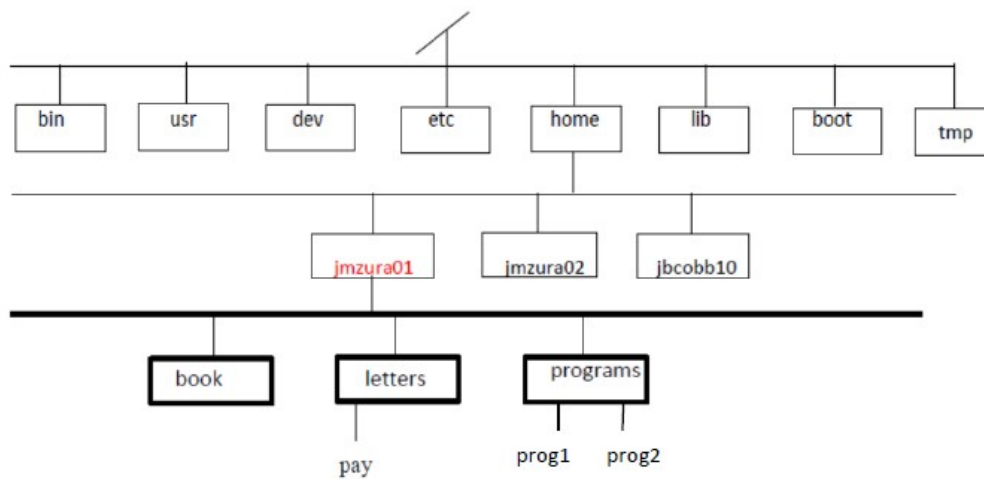 bin usr dev etc home lib boot tmp
jmzura01 jmzura02 jbcobb10
book letters programs
pay prog1 prog2